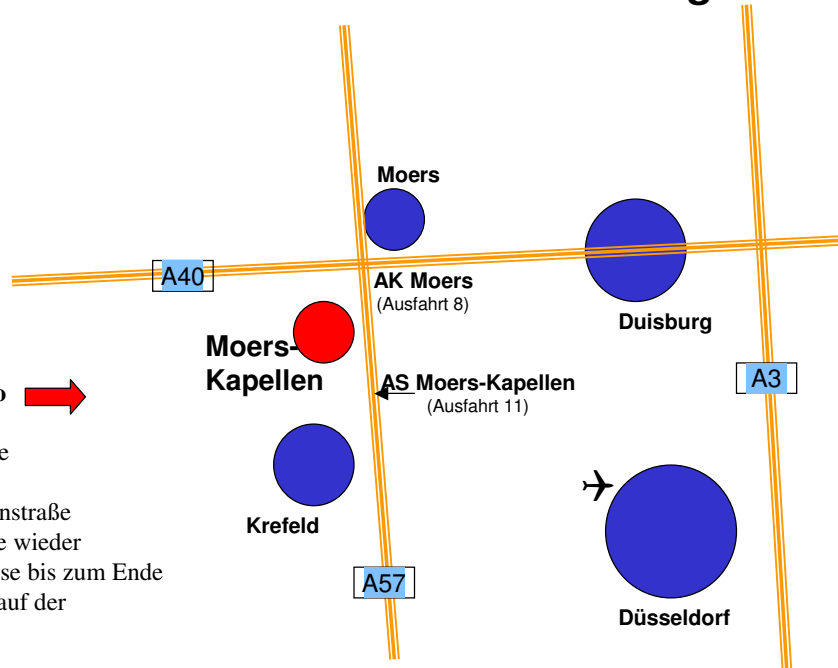 g
Moers
A40
AK Moers
(Ausfahrt 8)
Duisburg
Moers-
Kapellen
A3
AS Moers-Kapellen
(Ausfahrt 11)
o
e
Krefeld
nstraße
e wieder
se bis zum Ende
auf der
A57
Düsseldorf